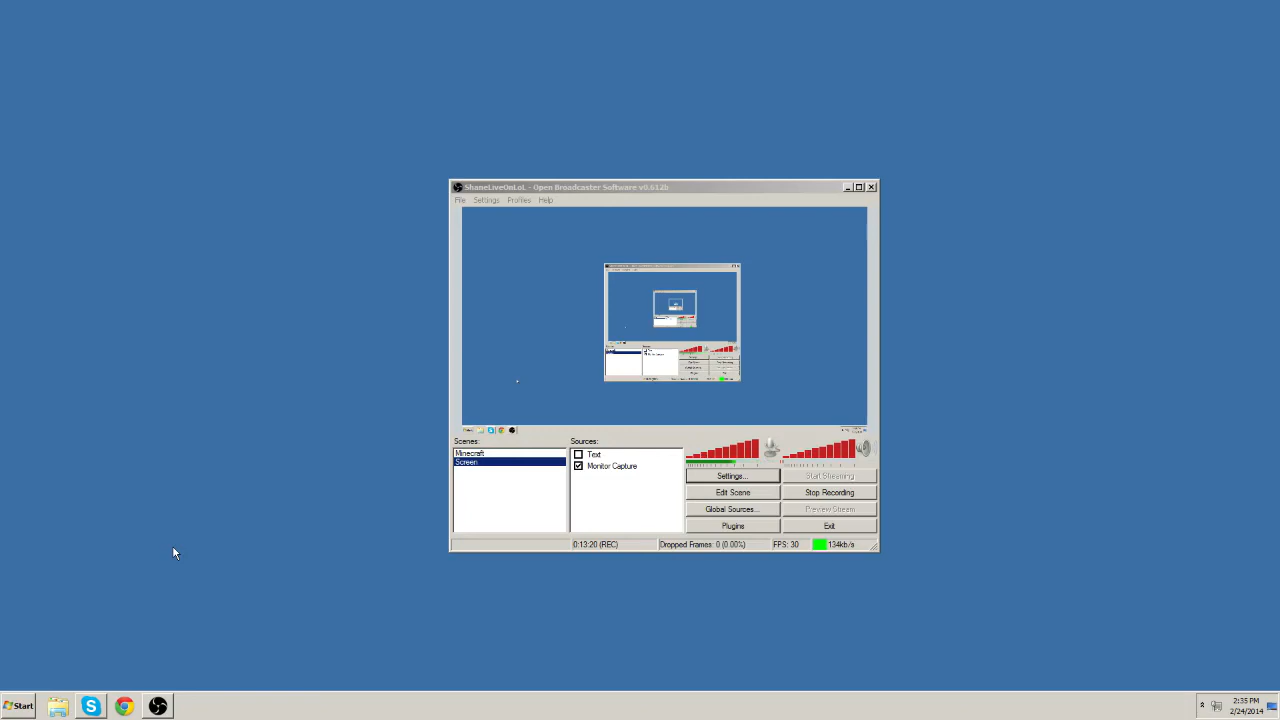 ShaneLiveOnLoL - Open Broadcaster Software v0.612b
File Settings Profiles Help
Scenes:
Minecraft
Screen
Sources:
Text
Monitor Capture
Settings... Start Streaming
Edit Scene Stop Recording
Global Sources... Preview Stream
Plugins Exit
0:13:20 (REC) Dropped Frames: 0 (0.00%) FPS: 30 134kb/s
Start
2:35 PM
2/24/2014